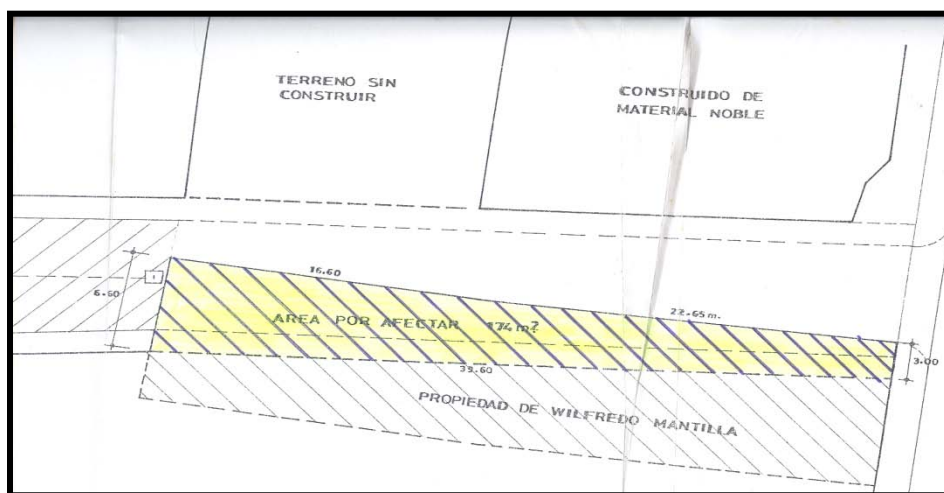 TERRENO SIN
CONSTRUIR
CONSTRUIDO DE
MATERIAL NOBLE
1
16.60
6.60
22.65 m.
AREA POR AFECTAR 174 m²
3.00
39.60
PROPIEDAD DE WILFREDO MANTILLA